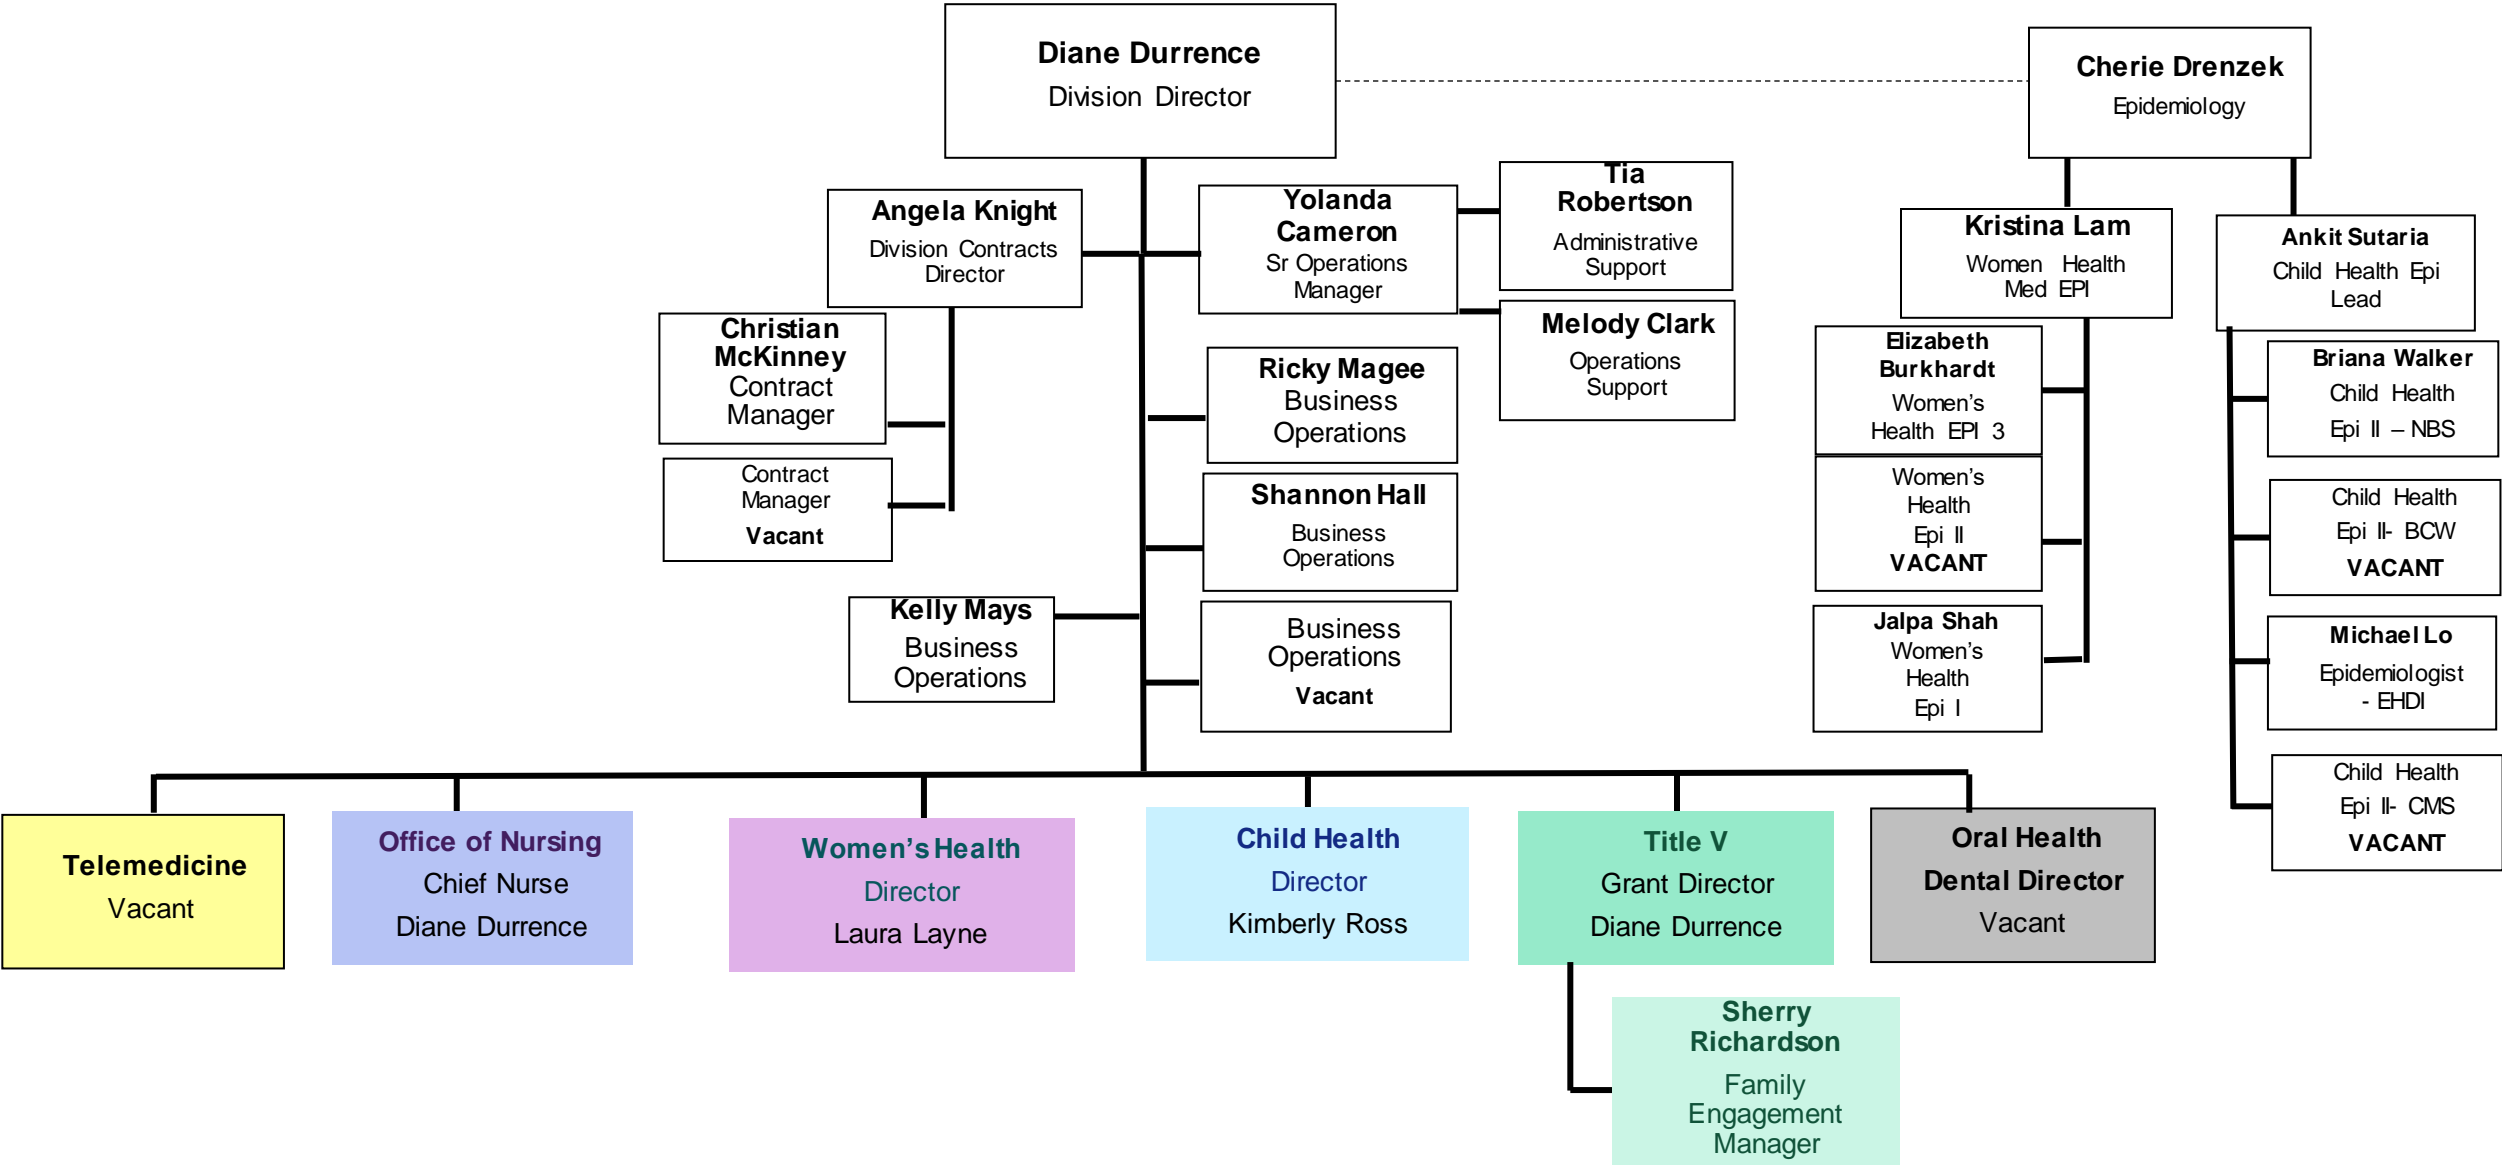 Diane Durrence
Division Director
Cherie Drenzek
Epidemiology
Angela Knight
Division Contracts
Director
Yolanda
Cameron
Sr Operations
Manager
Tia
Robertson
Administrative
Support
Melody Clark
Operations
Support
Christian
McKinney
Contract
Manager
Contract
Manager
Vacant
Ricky Magee
Business
Operations
Shannon Hall
Business
Operations
Kelly Mays
Business
Operations
Business
Operations
Vacant
Kristina Lam
Women Health
Med EPI
Elizabeth
Burkhardt
Women's
Health EPI 3
Women's
Health
Epi II
VACANT
Jalpa Shah
Women's
Health
Epi I
Ankit Sutaria
Child Health Epi
Lead
Briana Walker
Child Health
Epi II – NBS
Child Health
Epi II- BCW
VACANT
Michael Lo
Epidemiologist
- EHDI
Child Health
Epi II- CMS
VACANT
Telemedicine
Vacant
Office of Nursing
Chief Nurse
Diane Durrence
Women's Health
Director
Laura Layne
Child Health
Director
Kimberly Ross
Title V
Grant Director
Diane Durrence
Oral Health
Dental Director
Vacant
Sherry
Richardson
Family
Engagement
Manager